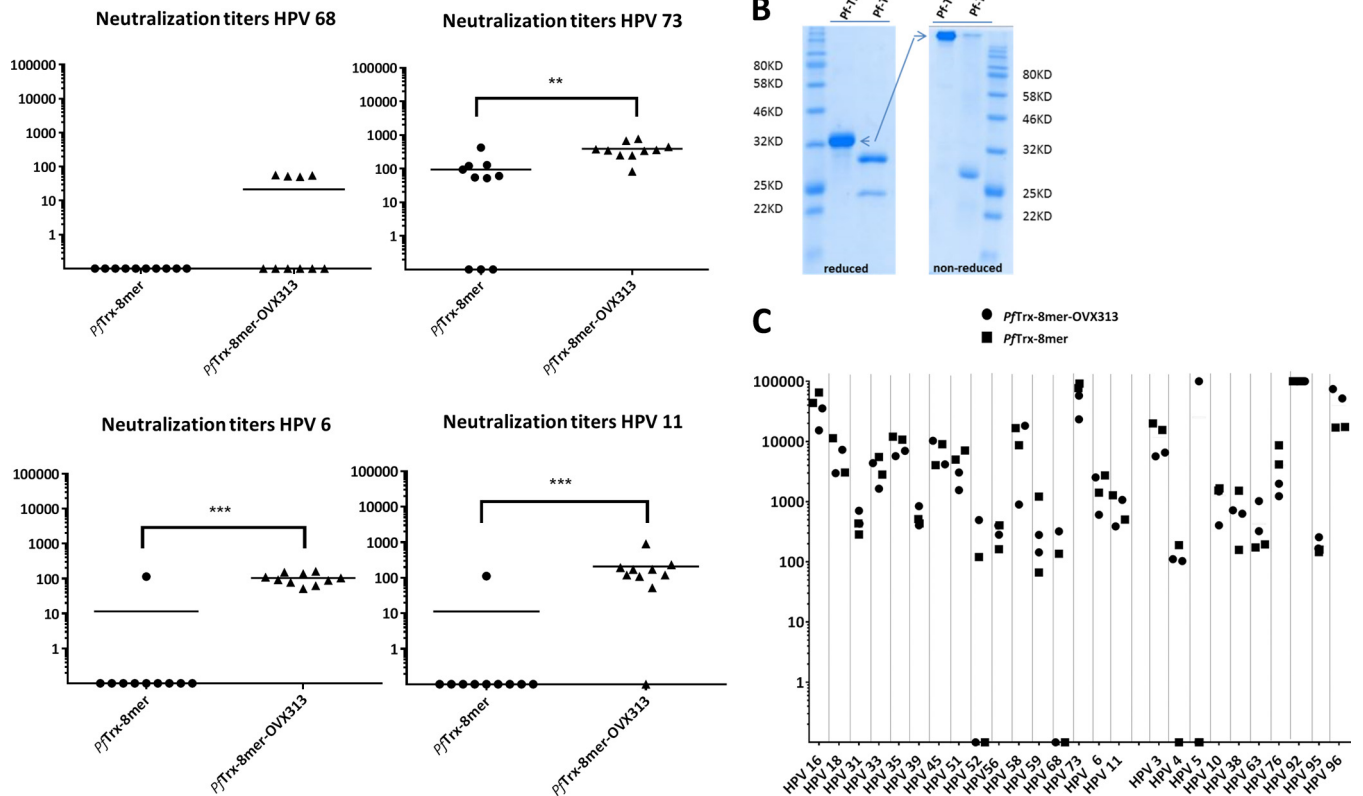 Neutralization titers HPV 68
100000
10000
1000
100
10
1
PfTrx-8mer
PfTrx-8mer-OVX313
Neutralization titers HPV 73
100000
10000
1000
100
10
1
**
PfTrx-8mer
PfTrx-8mer-OVX313
Neutralization titers HPV 6
100000
10000
1000
100
10
1
***
PfTrx-8mer
PfTrx-8mer-OVX313
Neutralization titers HPV 11
100000
10000
1000
100
10
1
***
PfTrx-8mer
PfTrx-8mer-OVX313
B
80KD
58KD
46KD
32KD
25KD
22KD
reduced
non-reduced
80KD
58KD
46KD
32KD
25KD
22KD
C
PfTrx-8mer-OVX313
PfTrx-8mer
100000
10000
1000
100
10
1
HPV 16
HPV 18
HPV 31
HPV 33
HPV 35
HPV 39
HPV 45
HPV 51
HPV 52
HPV56
HPV 58
HPV 59
HPV 68
HPV 73
HPV 6
HPV 11
HPV 3
HPV 4
HPV 5
HPV 10
HPV 38
HPV 63
HPV 76
HPV 92
HPV 95
HPV 96